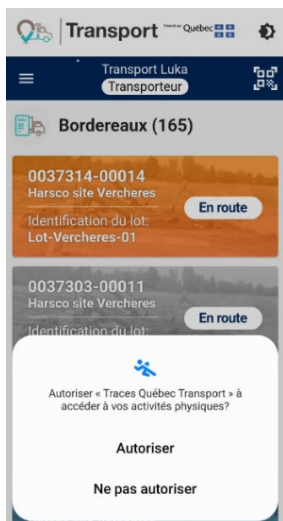 Transport
Québec
Transport Luka
Transporteur
Bordereaux (165)
0037314-00014
Harsco site Vercheres
En route
Identification du lot:
Lot-Vercheres-01
0037303-00011
Harsco site Vercheres
En route
Identification du lot:
Autoriser « Traces Québec Transport » à
accéder à vos activités physiques?
Autoriser
Ne pas autoriser